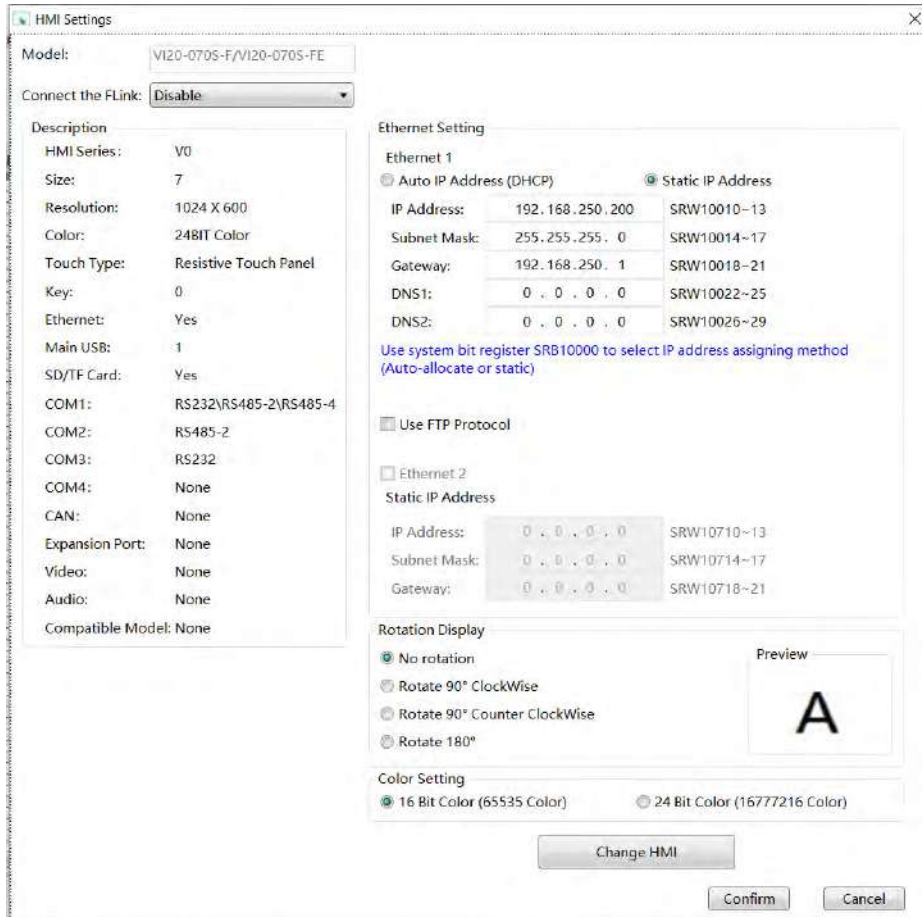 HMI Settings
Model: VI20-070S-F/VI20-070S-FE
Connect the FLink: Disable
Description
HMI Series: V0
Size: 7
Resolution: 1024 X 600
Color: 24BIT Color
Touch Type: Resistive Touch Panel
Key: 0
Ethernet: Yes
Main USB: 1
SD/TF Card: Yes
COM1: RS232\RS485-2\RS485-4
COM2: RS485-2
COM3: RS232
COM4: None
CAN: None
Expansion Port: None
Video: None
Audio: None
Compatible Model: None
Ethernet Setting
Ethernet 1
Auto IP Address (DHCP) Static IP Address
IP Address: 192.168.250.200 SRW10010~13
Subnet Mask: 255.255.255. 0 SRW10014~17
Gateway: 192.168.250. 1 SRW10018~21
DNS1: 0 . 0 . 0 . 0 SRW10022~25
DNS2: 0 . 0 . 0 . 0 SRW10026~29
Use system bit register SRB10000 to select IP address assigning method
(Auto-allocate or static)
Use FTP Protocol
Ethernet 2
Static IP Address
IP Address: 0 . 0 . 0 . 0 SRW10710~13
Subnet Mask: 0 . 0 . 0 . 0 SRW10714~17
Gateway: 0 . 0 . 0 . 0 SRW10718~21
Rotation Display
No rotation
Rotate 90° ClockWise
Rotate 90° Counter ClockWise
Rotate 180°
Preview
A
Color Setting
16 Bit Color (65535 Color) 24 Bit Color (16777216 Color)
Change HMI
Confirm Cancel